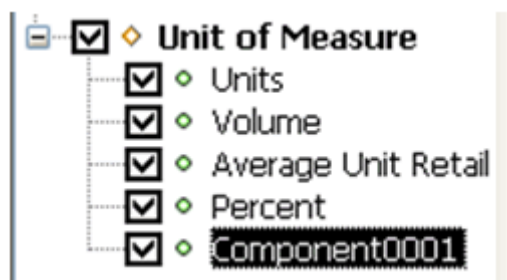 Unit of Measure
Units
Volume
Average Unit Retail
Percent
Component0001